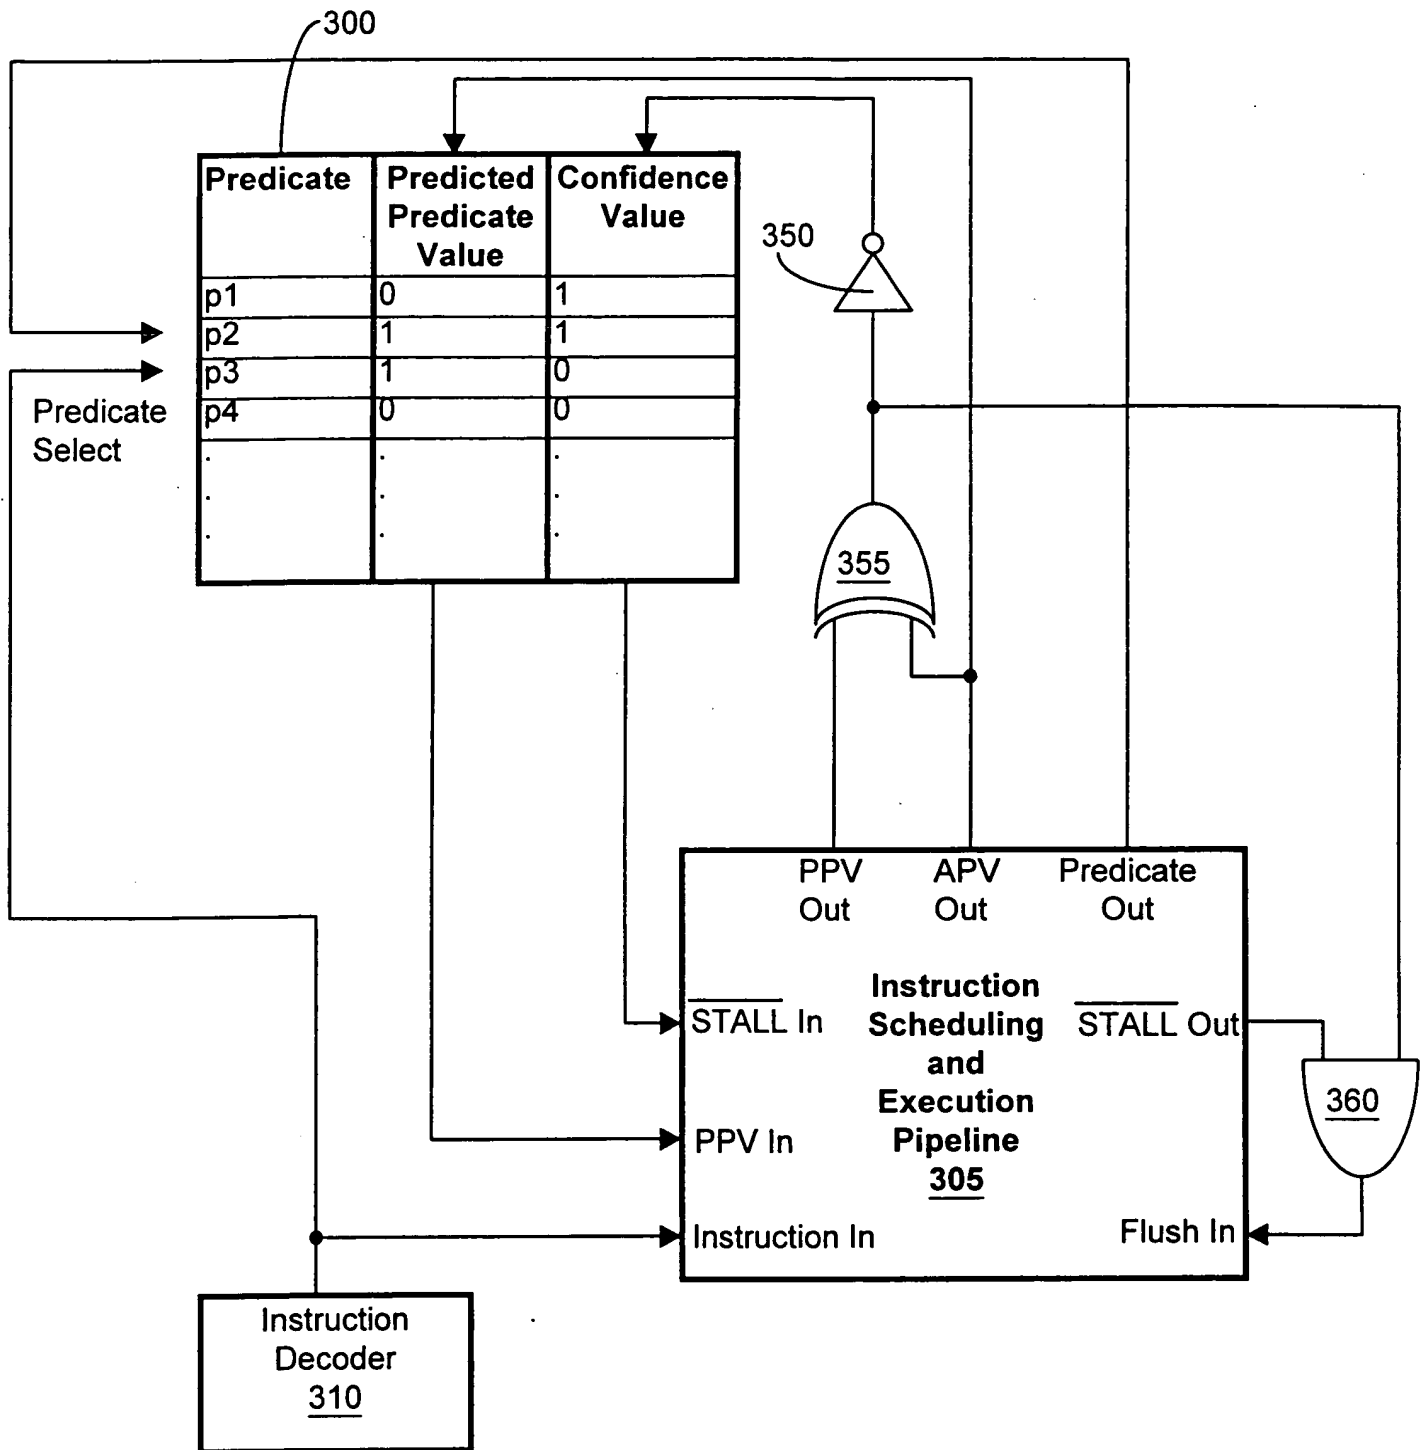 300
Predicate
Predicted
Predicate
Value
Confidence
Value
p1 0 1
p2 1 1
p3 1 0
p4 0 0
. . .
. . .
. . .
Predicate
Select
350
355
PPV
Out
APV
Out
Predicate
Out
STALL In
PPV In
Instruction In
Instruction
Scheduling
and
Execution
Pipeline
305
STALL Out
Flush In
360
Instruction
Decoder
310